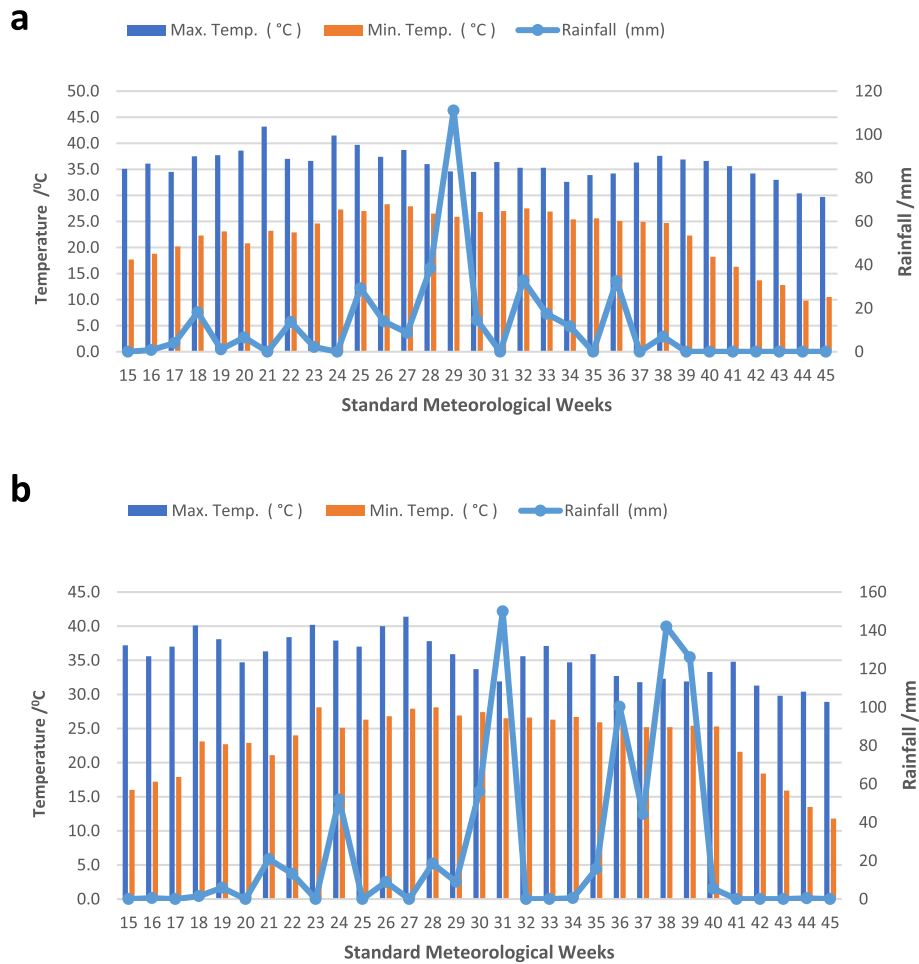 a
Max. Temp. ( °C ) Min. Temp. ( °C ) Rainfall (mm)
50.0 120
45.0
40.0 100
35.0 80
30.0
25.0 60
20.0
15.0 40
10.0 20
5.0
0.0 0
Temperature /⁰C
Rainfall /mm
15 16 17 18 19 20 21 22 23 24 25 26 27 28 29 30 31 32 33 34 35 36 37 38 39 40 41 42 43 44 45
Standard Meteorological Weeks
b
Max. Temp. ( °C ) Min. Temp. ( °C ) Rainfall (mm)
45.0 160
40.0 140
35.0 120
30.0 100
25.0
20.0 80
15.0 60
10.0 40
5.0 20
0.0 0
Temperature /⁰C
Rainfall /mm
15 16 17 18 19 20 21 22 23 24 25 26 27 28 29 30 31 32 33 34 35 36 37 38 39 40 41 42 43 44 45
Standard Meteorological Weeks